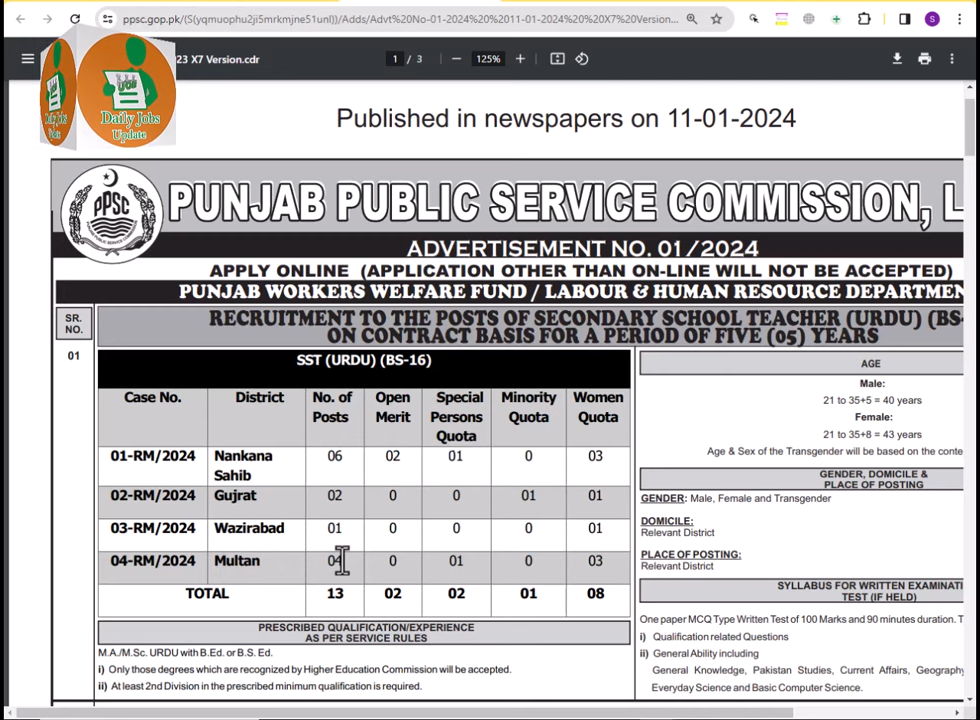 ppsc.gop.pk/(S(yqmuophu2ji5mrkmjne51unl))/Adds/Advt%20No-01-2024%20%2011-01-2024%20%20X7%20Version...
S
23 X7 Version.cdr
1 / 3
125%
Daily Jobs
Update
Published in newspapers on 11-01-2024
PPSC
PUNJAB PUBLIC SERVICE COMMISSION, L
ADVERTISEMENT NO. 01/2024
APPLY ONLINE (APPLICATION OTHER THAN ON-LINE WILL NOT BE ACCEPTED)
PUNJAB WORKERS WELFARE FUND / LABOUR & HUMAN RESOURCE DEPARTMEN
SR. NO.
RECRUITMENT TO THE POSTS OF SECONDARY SCHOOL TEACHER (URDU) (BS-
ON CONTRACT BASIS FOR A PERIOD OF FIVE (05) YEARS
01
SST (URDU) (BS-16)
Case No. District No. of Posts Open Merit Special Persons Quota Minority Quota Women Quota
01-RM/2024 Nankana Sahib 06 02 01 0 03
02-RM/2024 Gujrat 02 0 0 01 01
03-RM/2024 Wazirabad 01 0 0 0 01
04-RM/2024 Multan 04 0 01 0 03
TOTAL 13 02 02 01 08
PRESCRIBED QUALIFICATION/EXPERIENCE
AS PER SERVICE RULES
M.A./M.Sc. URDU with B.Ed. or B.S. Ed.
i) Only those degrees which are recognized by Higher Education Commission will be accepted.
ii) At least 2nd Division in the prescribed minimum qualification is required.
AGE
Male:
21 to 35+5 = 40 years
Female:
21 to 35+8 = 43 years
Age & Sex of the Transgender will be based on the conte
GENDER, DOMICILE &
PLACE OF POSTING
GENDER: Male, Female and Transgender
DOMICILE:
Relevant District
PLACE OF POSTING:
Relevant District
SYLLABUS FOR WRITTEN EXAMINATI
TEST (IF HELD)
One paper MCQ Type Written Test of 100 Marks and 90 minutes duration. T
i) Qualification related Questions
ii) General Ability including
General Knowledge, Pakistan Studies, Current Affairs, Geography
Everyday Science and Basic Computer Science.